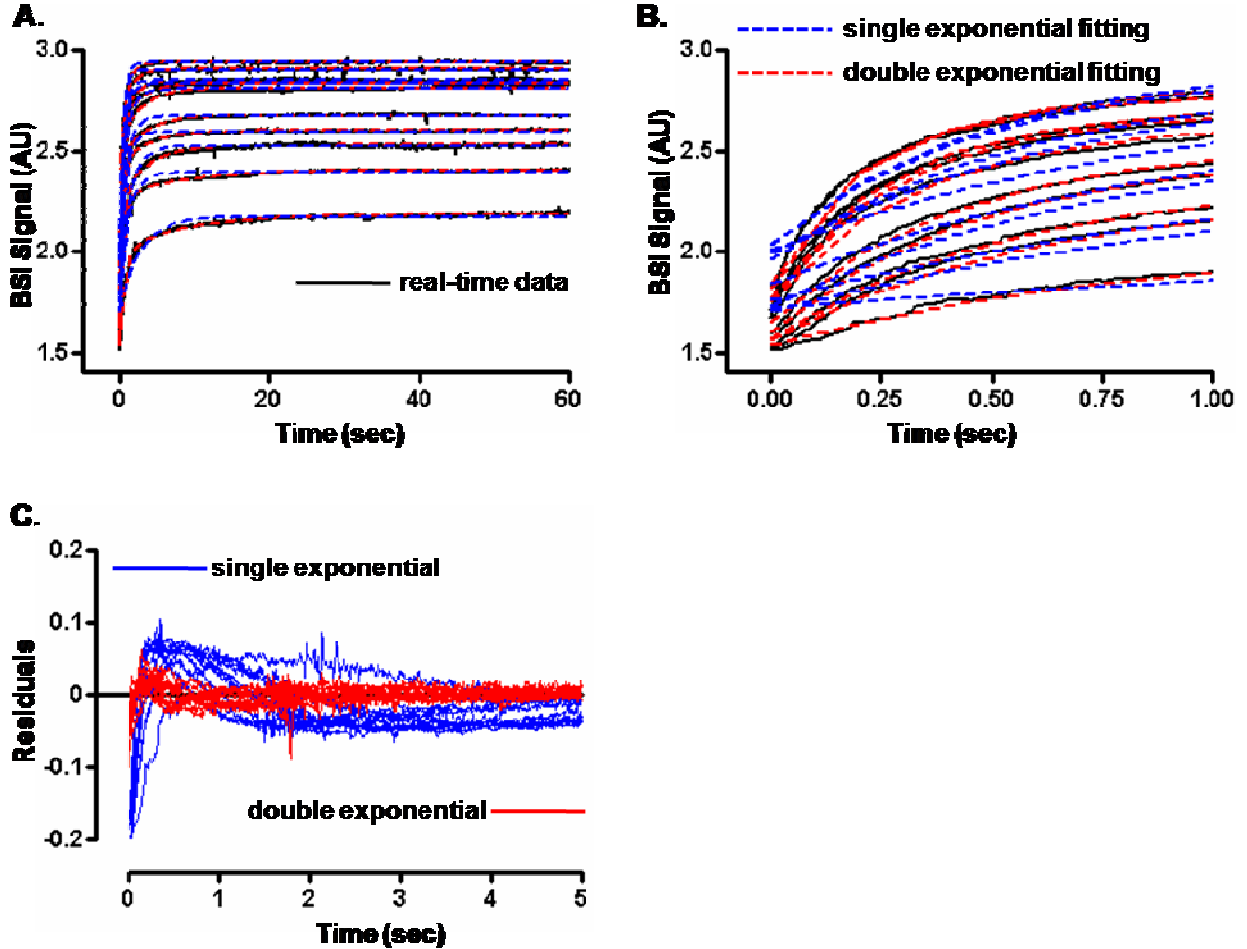 A.
3.0
2.5
2.0
1.5
BSI Signal (AU)
real-time data
0
20
40
60
Time (sec)
B.
single exponential fitting
double exponential fitting
3.0
2.5
2.0
1.5
BSI Signal (AU)
0.00
0.25
0.50
0.75
1.00
Time (sec)
C.
0.2
0.1
0
-0.1
-0.2
Residuals
single exponential
double exponential
0
1
2
3
4
5
Time (sec)